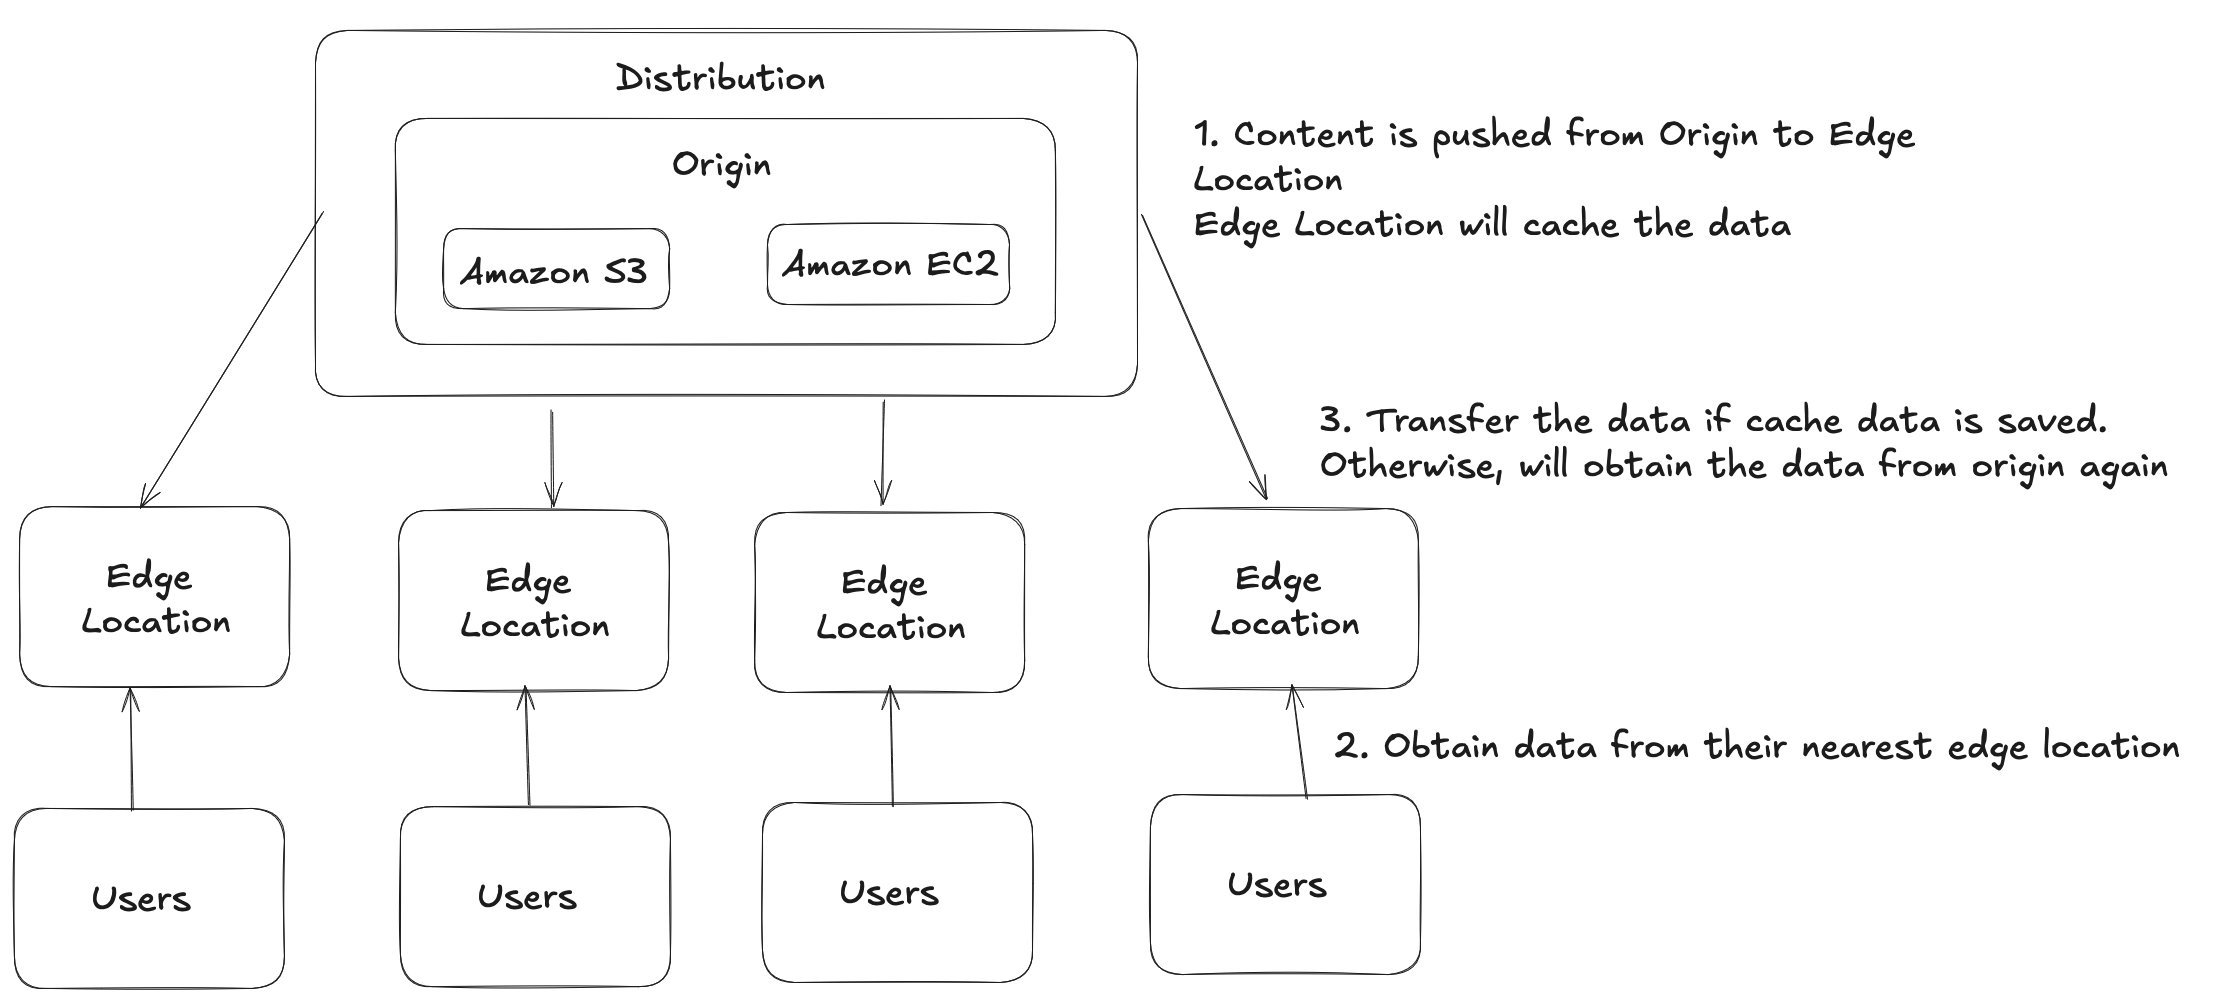 Distribution
Origin
Amazon S3
Amazon EC2
1. Content is pushed from Origin to Edge
Location
Edge Location will cache the data
3. Transfer the data if cache data is saved.
Otherwise, will obtain the data from origin again
Edge
Location
Edge
Location
Edge
Location
Edge
Location
2. Obtain data from their nearest edge location
Users
Users
Users
Users